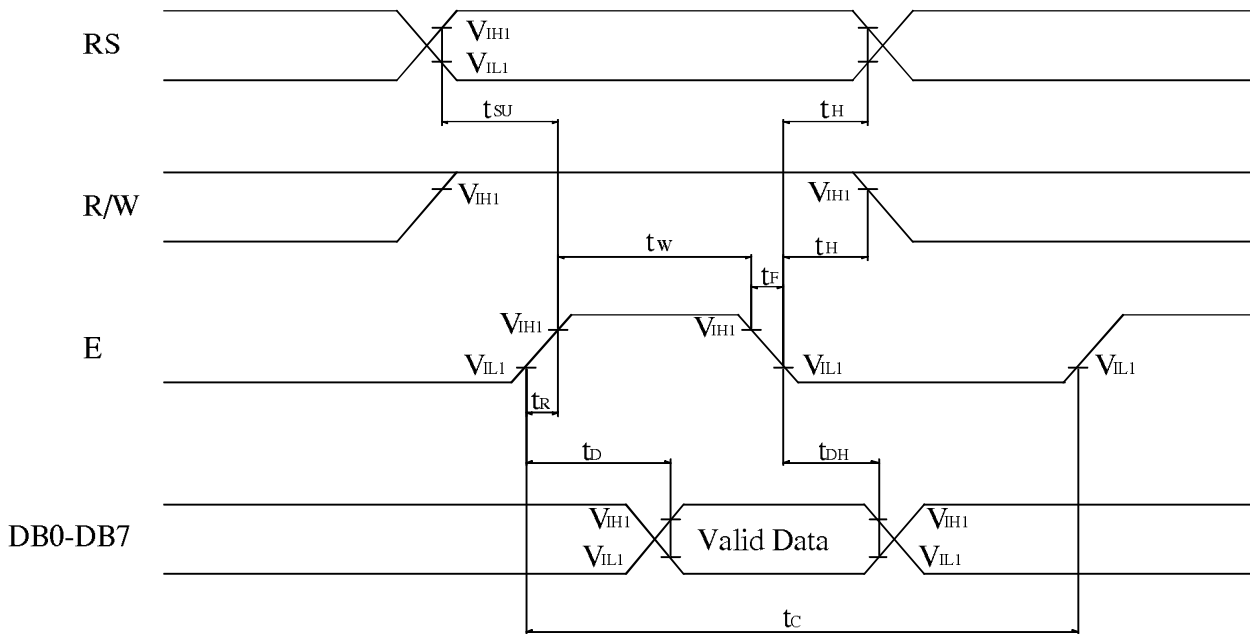 RS
VIH1
VIL1
tSU
tH
R/W
VIH1
VIH1
tW
tH
tF
E
VIH1
VIH1
VIL1
VIL1
VIL1
tR
tD
tDH
DB0-DB7
VIH1
Valid Data
VIH1
VIL1
VIL1
tC